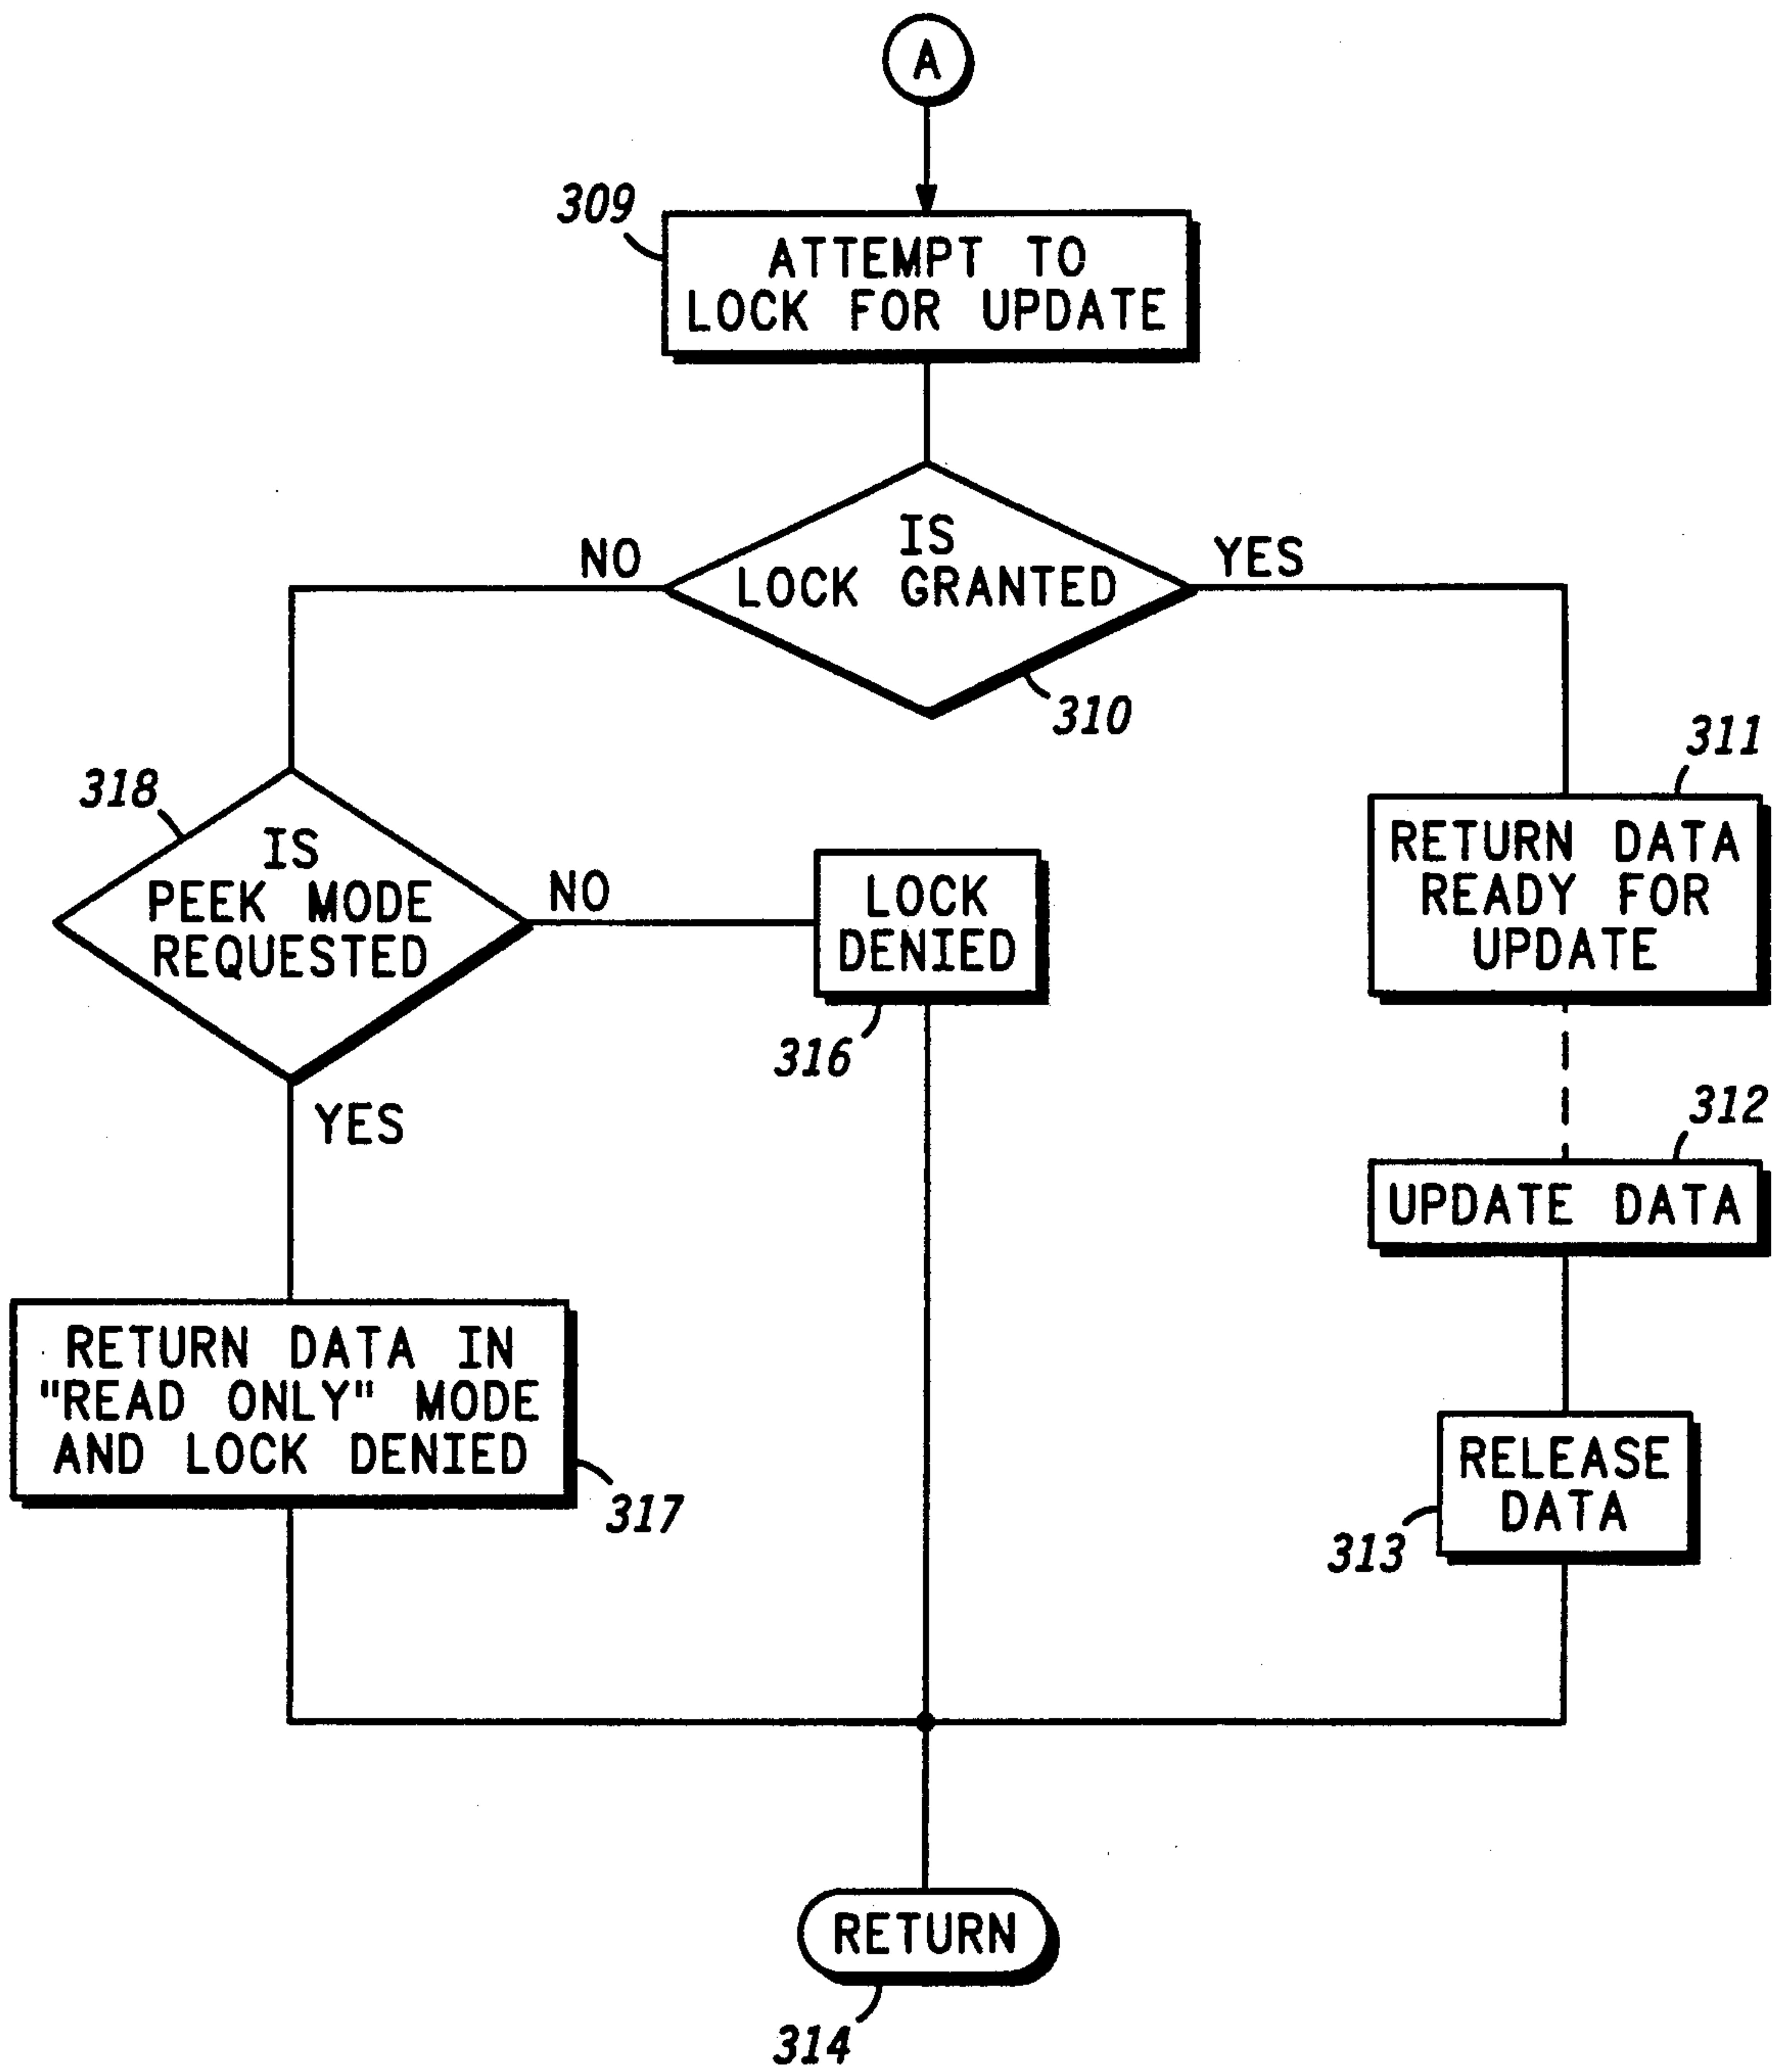 A
309
ATTEMPT TO
LOCK FOR UPDATE
IS
LOCK GRANTED
NO
YES
310
311
318
IS
PEEK MODE
REQUESTED
NO
YES
LOCK
DENIED
316
RETURN DATA
READY FOR
UPDATE
312
UPDATE DATA
RETURN DATA IN
"READ ONLY" MODE
AND LOCK DENIED
317
RELEASE
DATA
313
RETURN
314